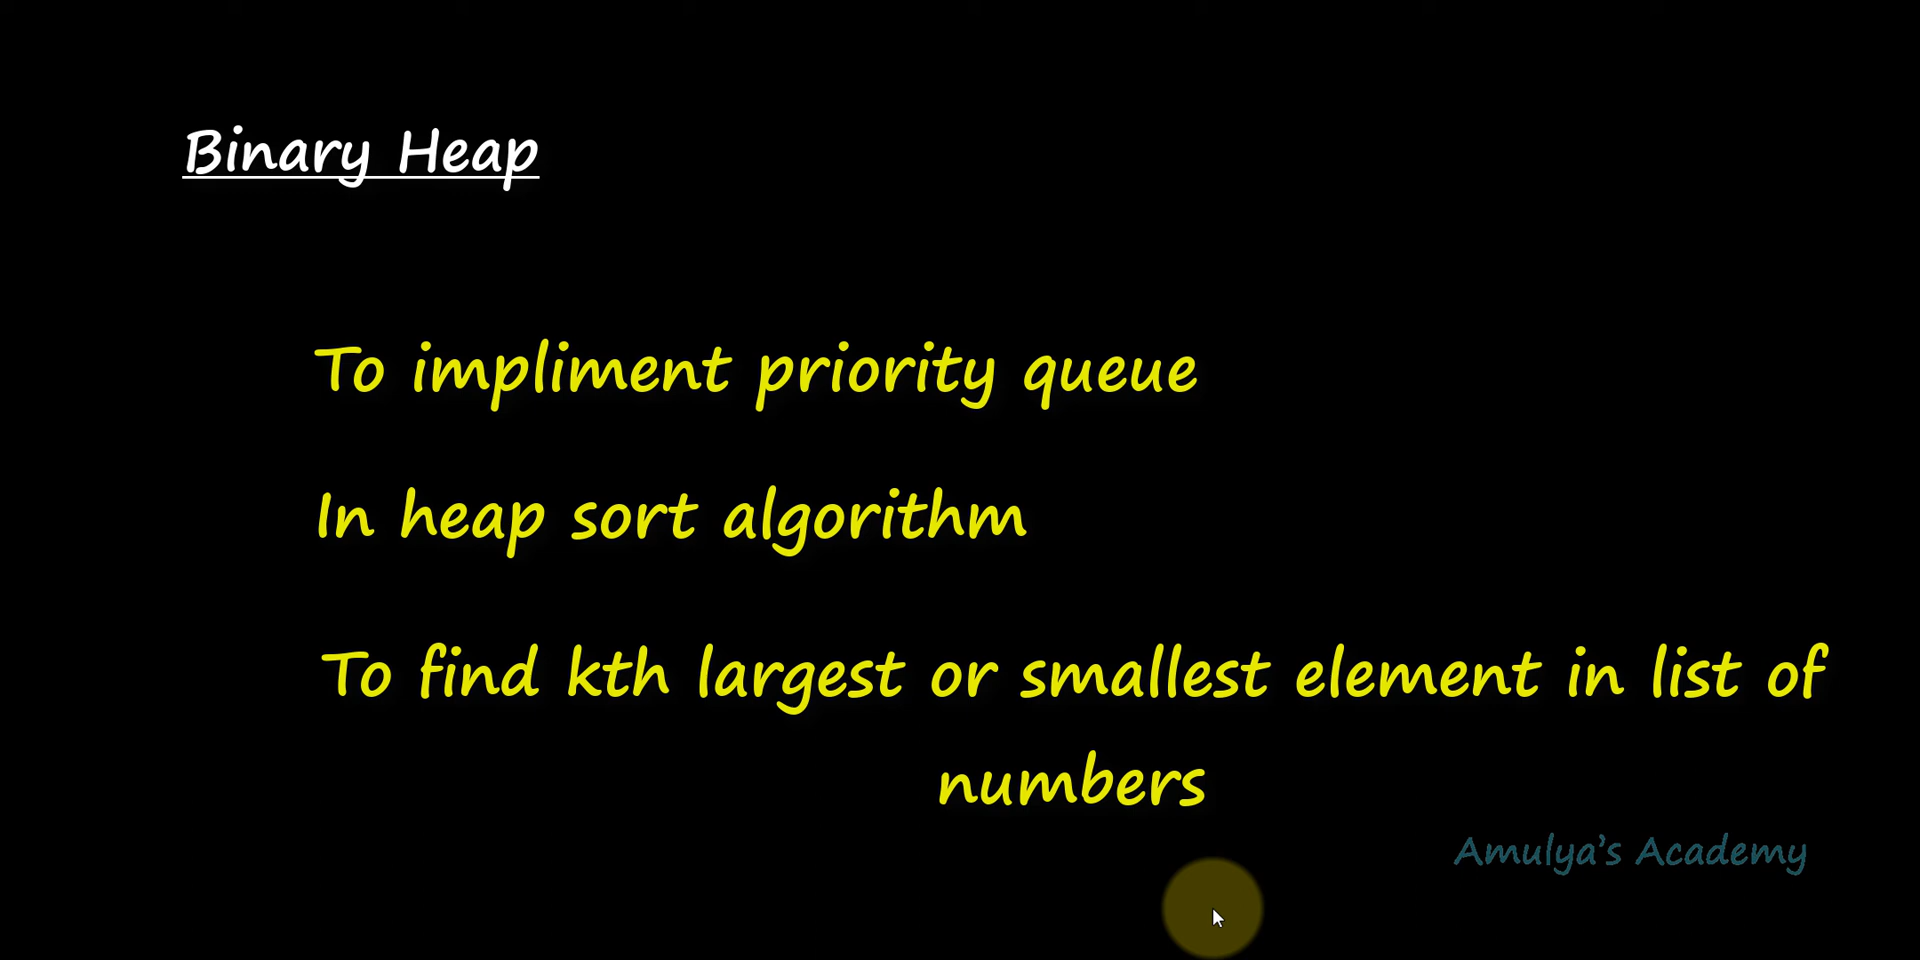 Binary Heap
To impliment priority queue
In heap sort algorithm
To find kth largest or smallest element in list of
numbers
Amulya's Academy